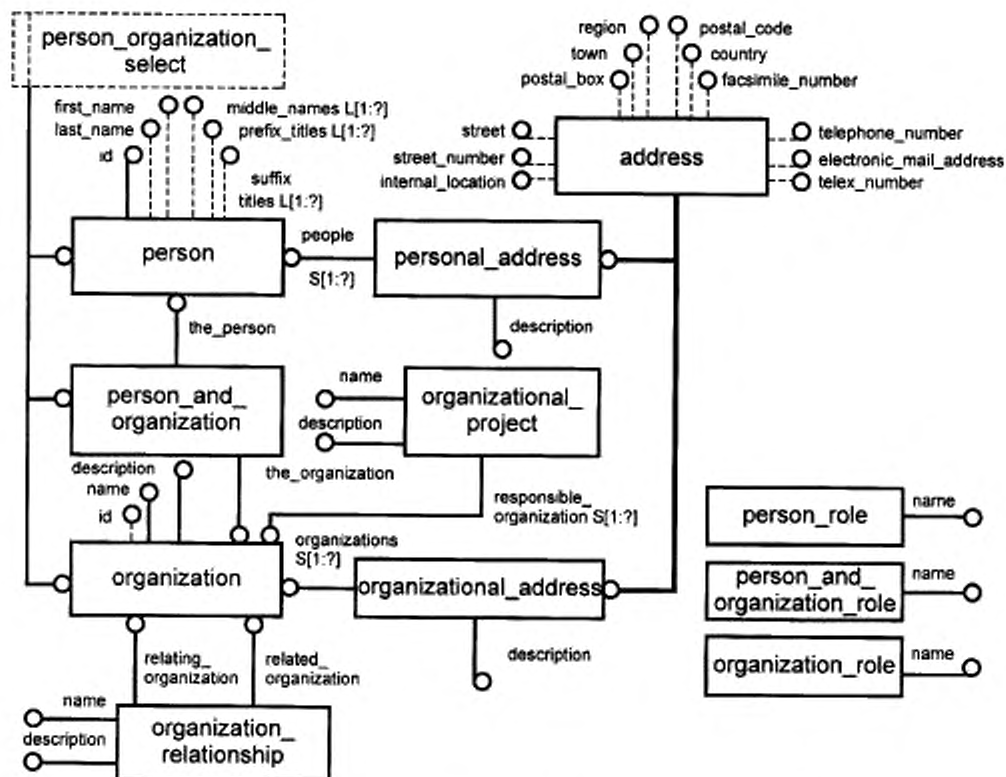 person_organization_
select
region
postal_code
town
country
postal_box
facsimile_number
first_name
middle_names L[1:?]
last_name
prefix_titles L[1:?]
id
suffix
titles L[1:?]
street
street_number
internal_location
address
telephone_number
electronic_mail_address
telex_number
person
people
S[1:?]
personal_address
the_person
description
person_and_
organization
name
description
organizational_
project
description
name
id
the_organization
responsible_
organization S[1:?]
organizations
S[1:?]
organization
organizational_address
person_role
name
person_and_
organization_role
name
organization_role
name
relating_
organization
related_
organization
description
name
description
organization_
relationship